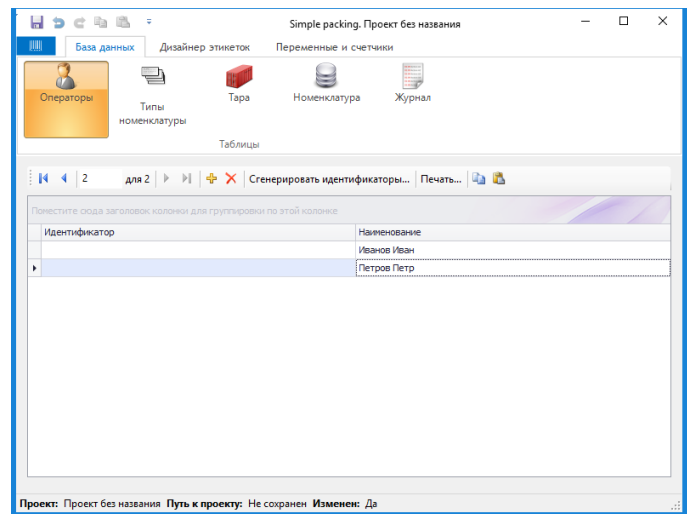 Simple packing. Проект без названия
База данных Дизайнер этикеток Переменные и счетчики
Операторы Типы номенклатуры Тара Номенклатура Журнал
Таблицы
2 для 2 Сгенерировать идентификаторы... Печать...
Поместите сюда заголовок колонки для группировки по этой колонке
Идентификатор Наименование
Иванов Иван
Петров Петр
Проект: Проект без названия Путь к проекту: Не сохранен Изменен: Да